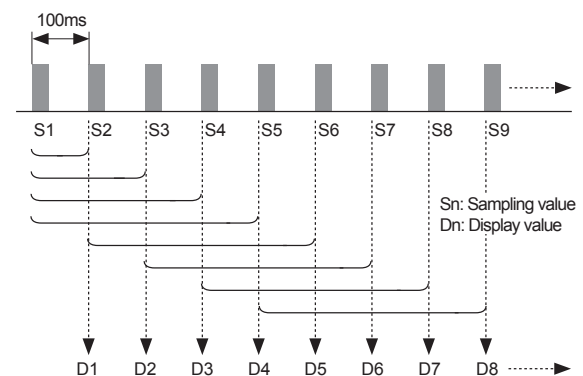 100ms
S1 S2 S3 S4 S5 S6 S7 S8 S9
Sn: Sampling value
Dn: Display value
D1 D2 D3 D4 D5 D6 D7 D8